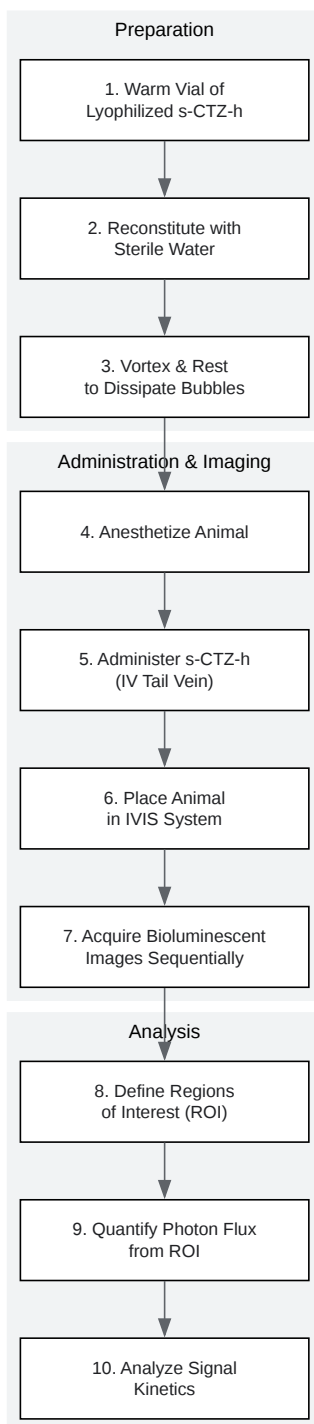 Preparation
1. Warm Vial of
Lyophilized s-CTZ-h
2. Reconstitute with
Sterile Water
3. Vortex & Rest
to Dissipate Bubbles
Administration & Imaging
4. Anesthetize Animal
5. Administer s-CTZ-h
(IV Tail Vein)
6. Place Animal
in IVIS System
7. Acquire Bioluminescent
Images Sequentially
Analysis
8. Define Regions
of Interest (ROI)
9. Quantify Photon Flux
from ROI
10. Analyze Signal
Kinetics